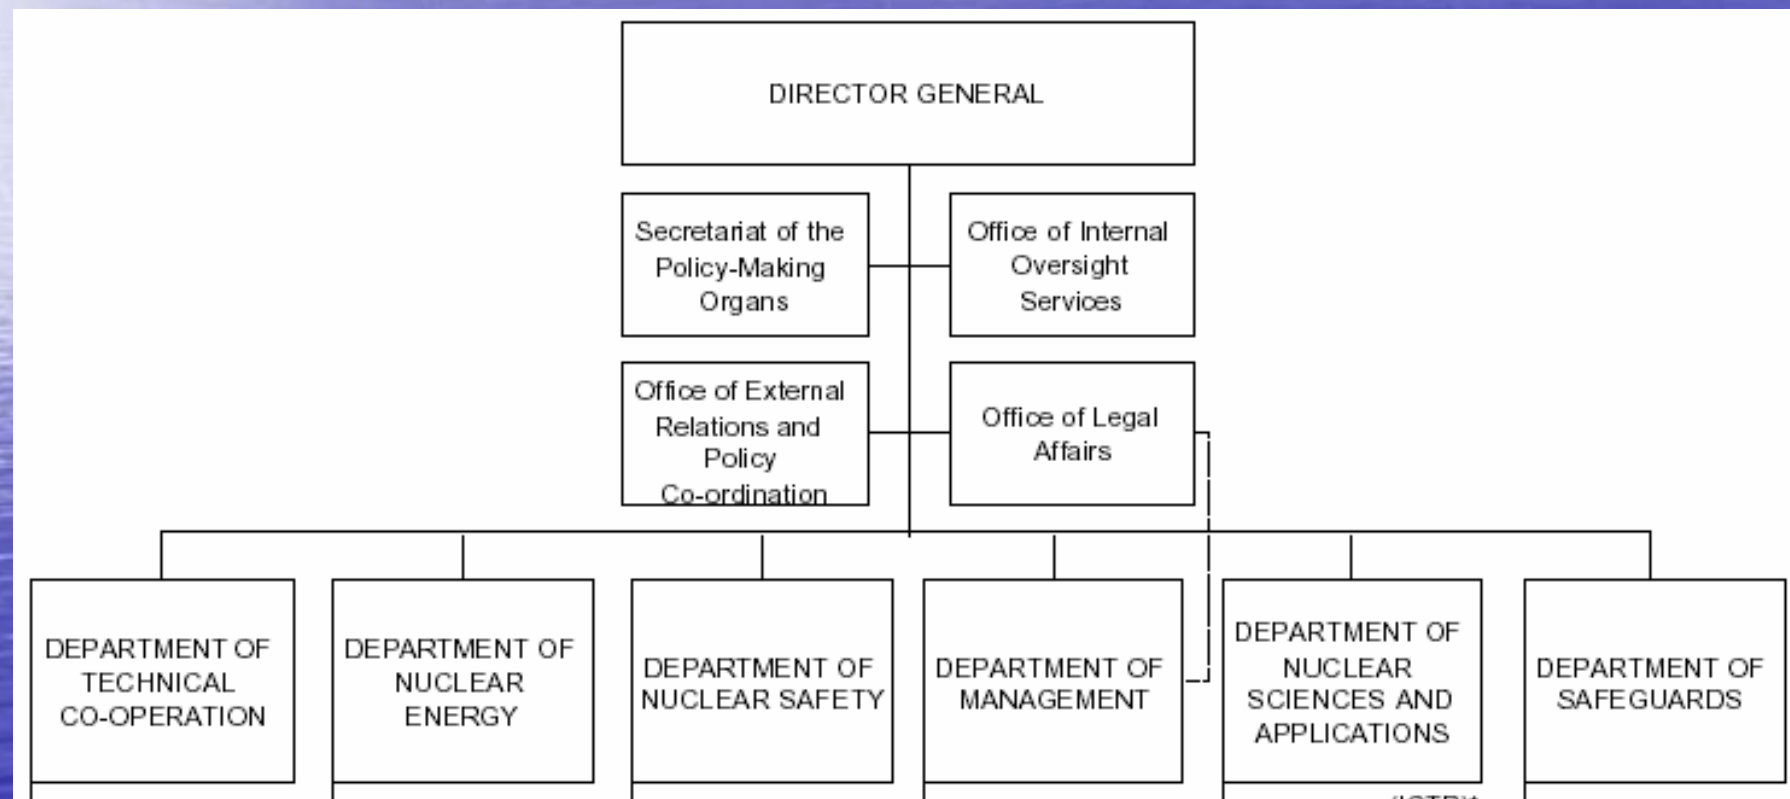 DIRECTOR GENERAL
Secretariat of the
Policy-Making
Organs
Office of Internal
Oversight
Services
Office of External
Relations and
Policy
Co-ordination
Office of Legal
Affairs
DEPARTMENT OF
TECHNICAL
CO-OPERATION
DEPARTMENT OF
NUCLEAR
ENERGY
DEPARTMENT OF
NUCLEAR SAFETY
DEPARTMENT OF
MANAGEMENT
DEPARTMENT OF
NUCLEAR
SCIENCES AND
APPLICATIONS
DEPARTMENT OF
SAFEGUARDS